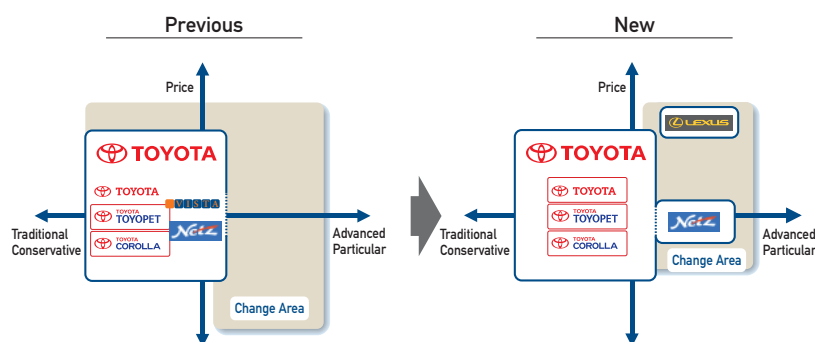 Previous
Price
TOYOTA
TOYOTA
VISTA
TOYOTA
TOYOPET
Netz
TOYOTA
COROLLA
Traditional
Conservative
Advanced
Particular
Change Area
New
Price
LEXUS
TOYOTA
TOYOTA
TOYOTA
TOYOPET
Netz
TOYOTA
COROLLA
Traditional
Conservative
Advanced
Particular
Change Area